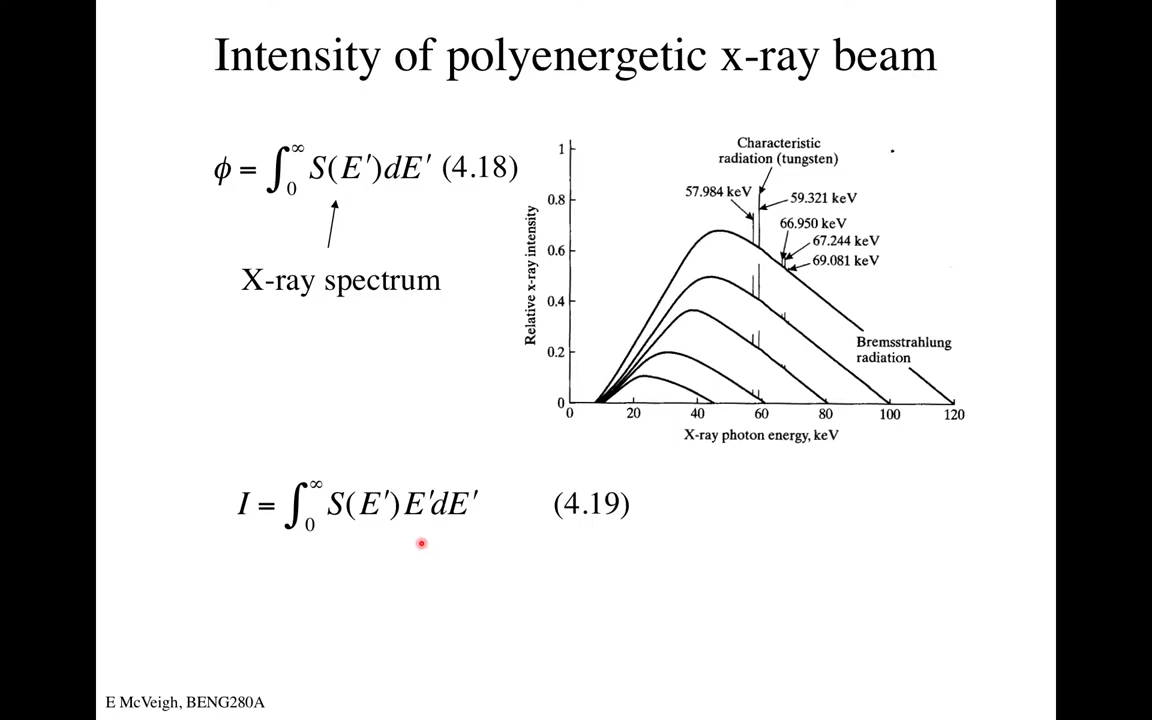 Intensity of polyenergetic x-ray beam
ϕ = ∫₀^∞ S(E′)dE′ (4.18)
X-ray spectrum
Characteristic
radiation (tungsten)
57.984 keV
59.321 keV
66.950 keV
67.244 keV
69.081 keV
Bremsstrahlung
radiation
Relative x-ray intensity
1
0.8
0.6
0.4
0.2
0
0 20 40 60 80 100 120
X-ray photon energy, keV
I = ∫₀^∞ S(E′)E′dE′ (4.19)
E McVeigh, BENG280A